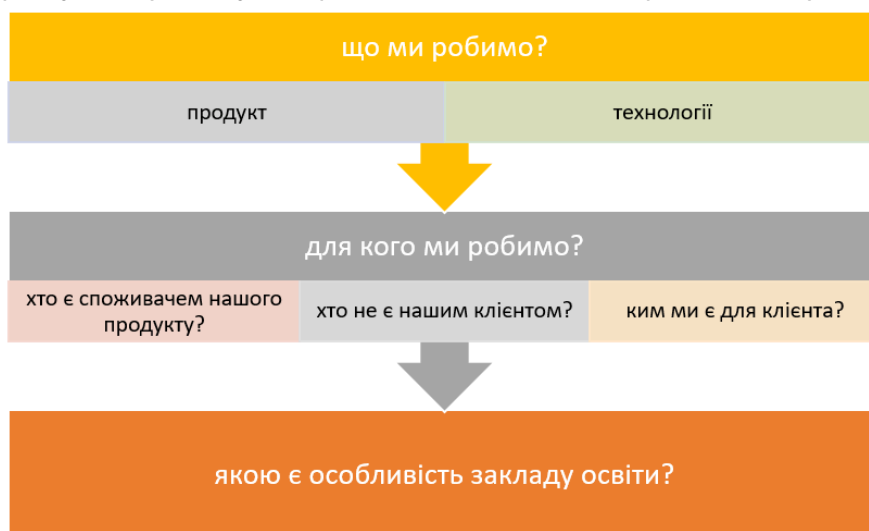 що ми робимо?
продукт
технології
для кого ми робимо?
хто є споживачем нашого
продукту?
хто не є нашим клієнтом?
ким ми є для клієнта?
якою є особливість закладу освіти?